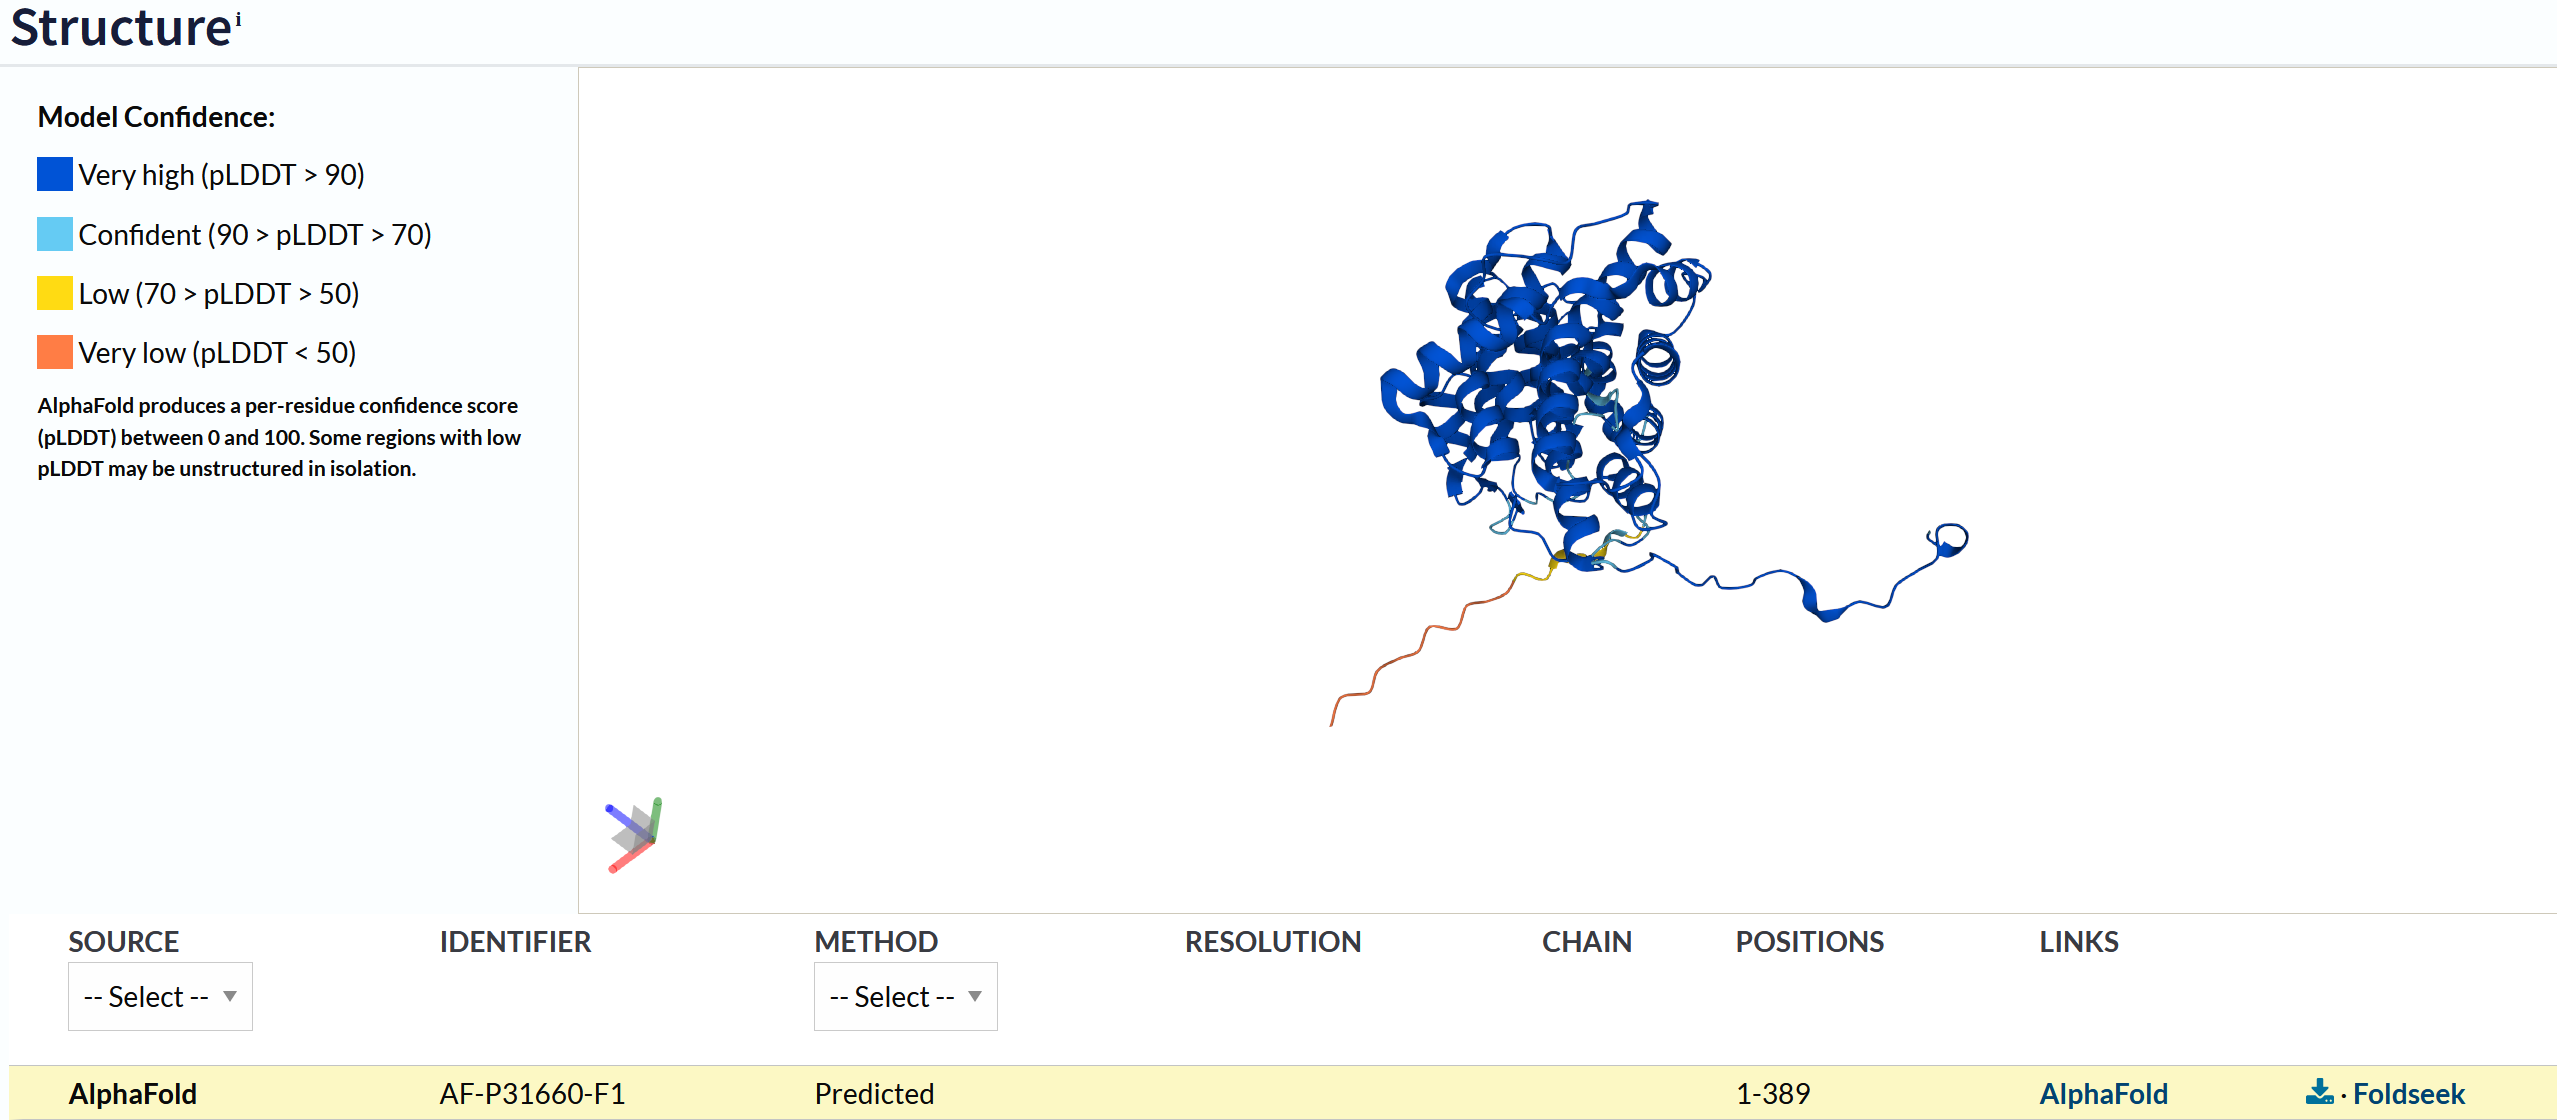 Structure i
Model Confidence:
Very high (pLDDT > 90)
Confident (90 > pLDDT > 70)
Low (70 > pLDDT > 50)
Very low (pLDDT < 50)
AlphaFold produces a per-residue confidence score
(pLDDT) between 0 and 100. Some regions with low
pLDDT may be unstructured in isolation.
SOURCE IDENTIFIER METHOD RESOLUTION CHAIN POSITIONS LINKS
-- Select -- -- Select --
AlphaFold AF-P31660-F1 Predicted 1-389 AlphaFold · Foldseek